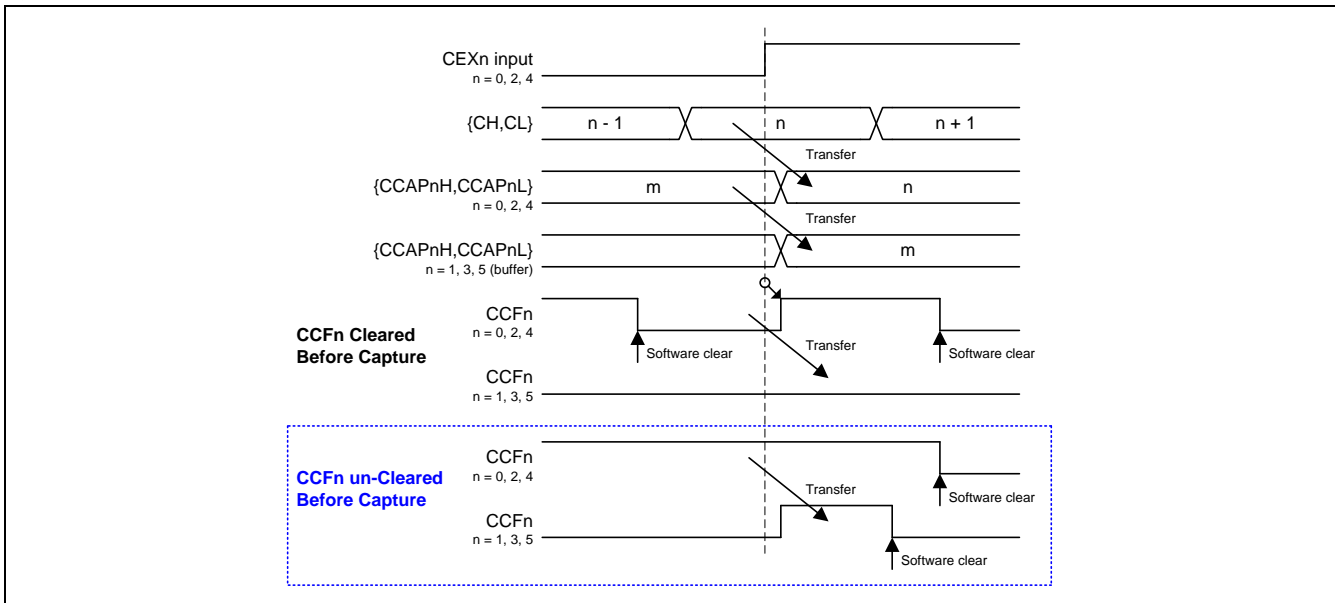 CEXn input
n = 0, 2, 4
{CH,CL}
n - 1
n
n + 1
Transfer
{CCAPnH,CCAPnL}
n = 0, 2, 4
m
n
Transfer
{CCAPnH,CCAPnL}
n = 1, 3, 5 (buffer)
m
CCFn Cleared
Before Capture
CCFn
n = 0, 2, 4
Software clear
Transfer
Software clear
CCFn
n = 1, 3, 5
CCFn un-Cleared
Before Capture
CCFn
n = 0, 2, 4
Transfer
Software clear
CCFn
n = 1, 3, 5
Software clear